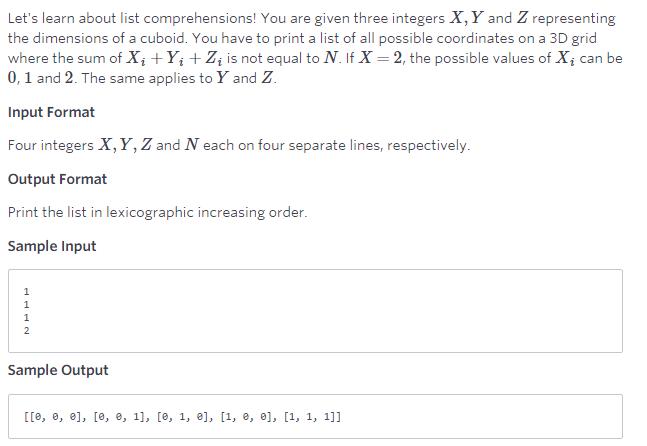 Let's learn about list comprehensions! You are given three integers X, Y and Z representing
the dimensions of a cuboid. You have to print a list of all possible coordinates on a 3D grid
where the sum of Xᵢ + Yᵢ + Zᵢ is not equal to N. If X = 2, the possible values of Xᵢ can be
0, 1 and 2. The same applies to Y and Z.
Input Format
Four integers X, Y, Z and N each on four separate lines, respectively.
Output Format
Print the list in lexicographic increasing order.
Sample Input
1
1
1
2
Sample Output
[[0, 0, 0], [0, 0, 1], [0, 1, 0], [1, 0, 0], [1, 1, 1]]